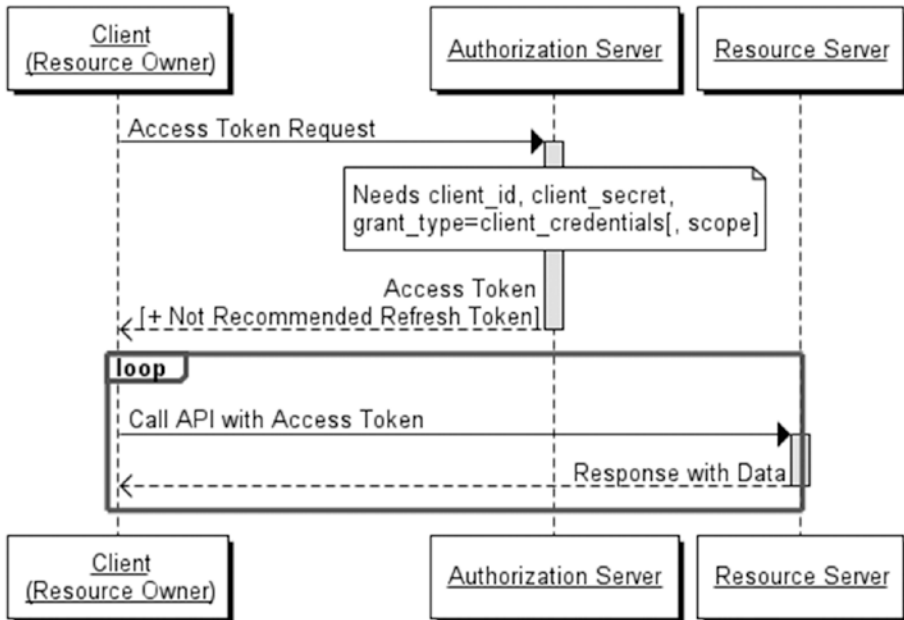 Client
(Resource Owner)
Authorization Server
Resource Server
Access Token Request
Needs client_id, client_secret,
grant_type=client_credentials[, scope]
Access Token
[+ Not Recommended Refresh Token]
loop
Call API with Access Token
Response with Data
Client
(Resource Owner)
Authorization Server
Resource Server